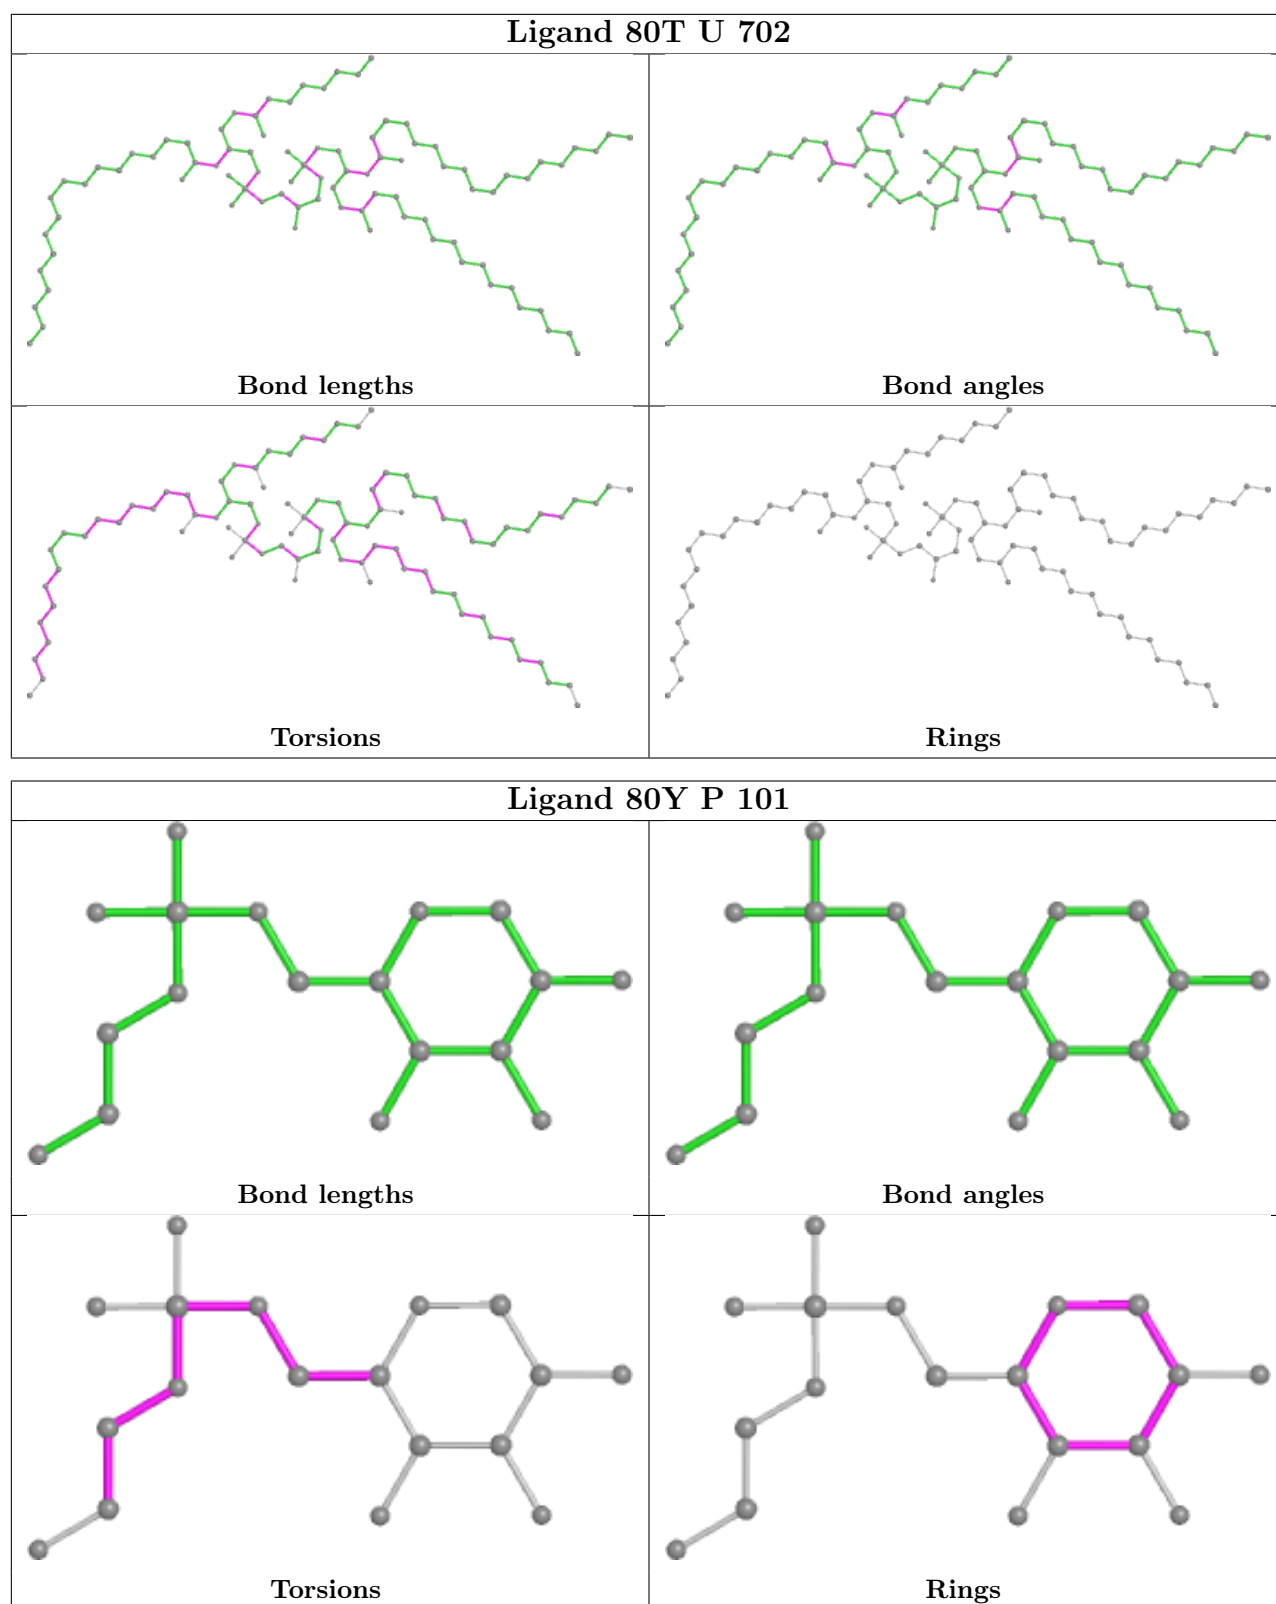 Ligand 80T U 702
Bond lengths
Bond angles
Torsions
Rings
Ligand 80Y P 101
Bond lengths
Bond angles
Torsions
Rings